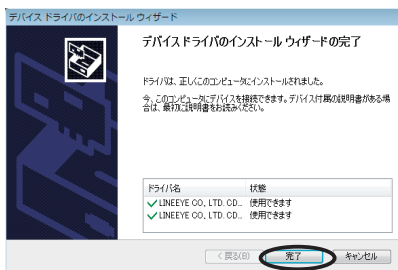 デバイス ドライバのインストール ウィザード
デバイス ドライバのインストール ウィザードの完了
ドライバは、正しくこのコンピュータにインストールされました。
今、このコンピュータにデバイスを接続できます。デバイス付属の説明書がある場
合は、最初に説明書をお読みください。
ドライバ名 状態
LINEEYE CO., LTD. CD... 使用できます
LINEEYE CO., LTD. CD... 使用できます
< 戻る(B) 完了 キャンセル